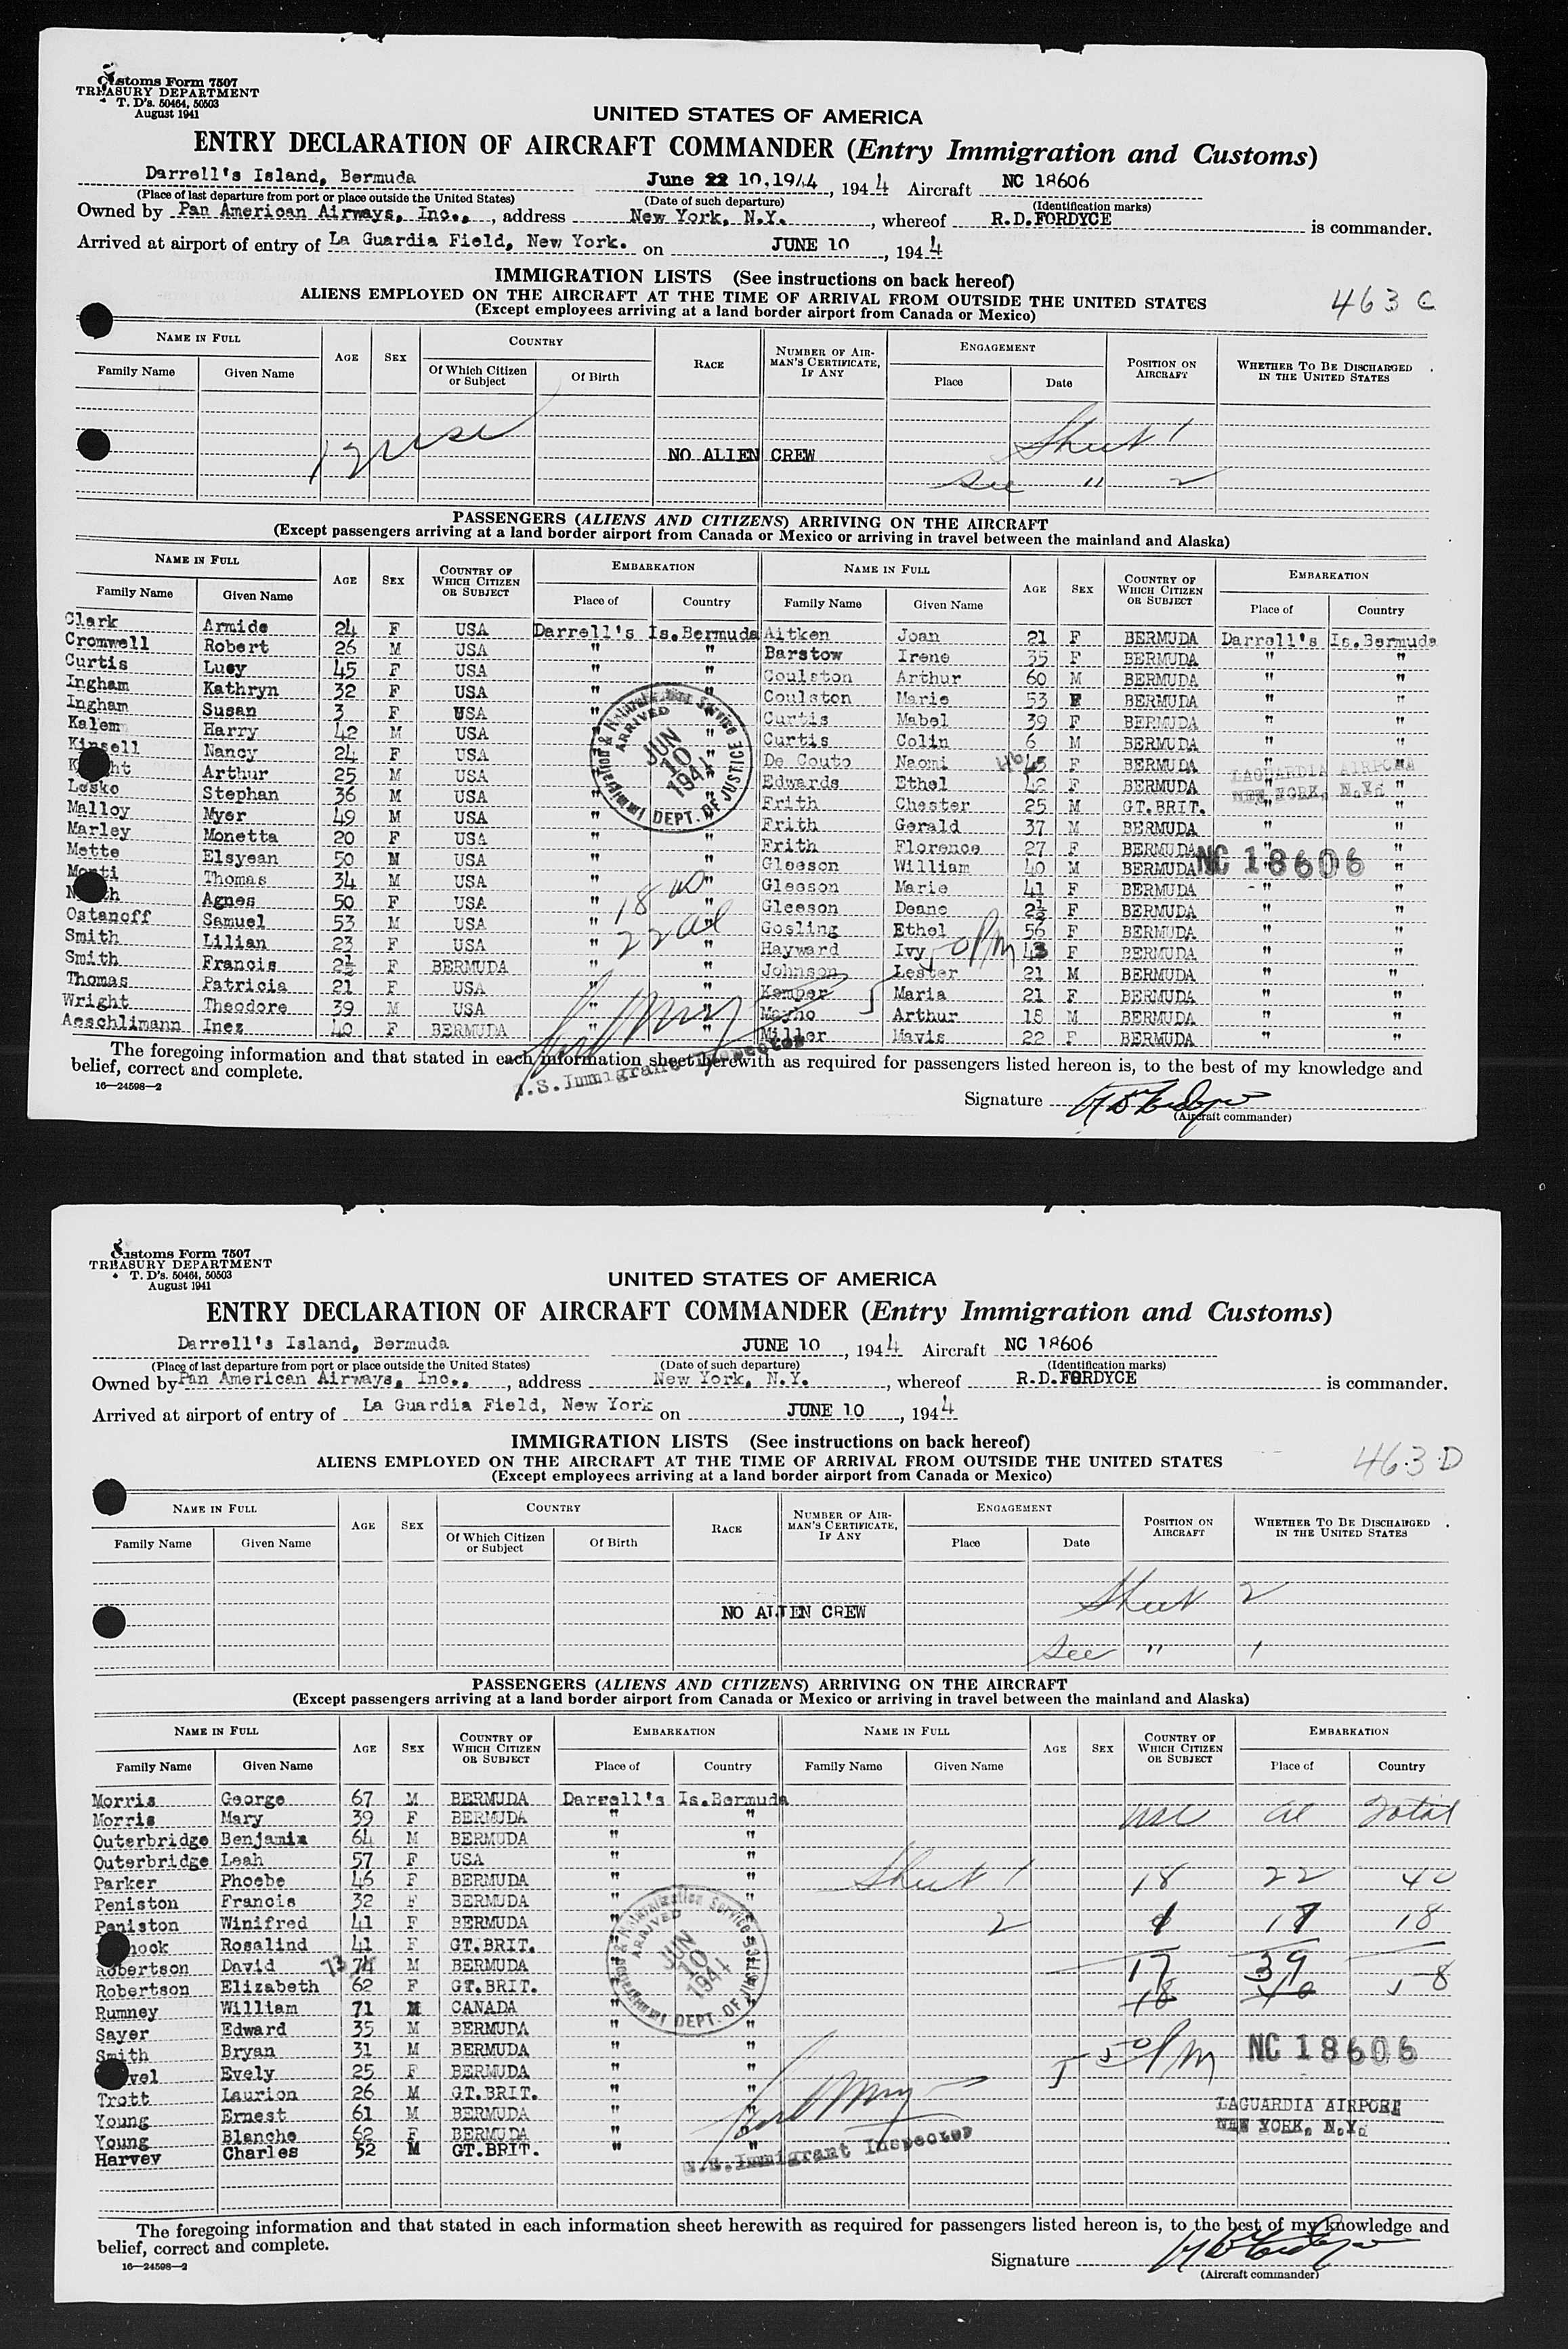 Customs Form 7507
TREASURY DEPARTMENT
T. D's. 50464, 50503
August 1941
UNITED STATES OF AMERICA
ENTRY DECLARATION OF AIRCRAFT COMMANDER (Entry Immigration and Customs)
Darrell's Island, Bermuda June 22 10,1944, 1944 Aircraft NC 18606
(Place of last departure from port or place outside the United States) (Date of such departure) (Identification marks)
Owned by Pan American Airways, Inc., , address New York, N.Y. , whereof R.D.FORDYCE is commander.
Arrived at airport of entry of La Guardia Field, New York. on JUNE 10 , 1944
IMMIGRATION LISTS (See instructions on back hereof)
ALIENS EMPLOYED ON THE AIRCRAFT AT THE TIME OF ARRIVAL FROM OUTSIDE THE UNITED STATES
(Except employees arriving at a land border airport from Canada or Mexico)
463 C
NAME IN FULL AGE SEX COUNTRY RACE NUMBER OF AIRMAN'S CERTIFICATE, IF ANY ENGAGEMENT POSITION ON AIRCRAFT WHETHER TO BE DISCHARGED IN THE UNITED STATES
Family Name Given Name Of Which Citizen or Subject Of Birth Place Date
Sheet 1
NO ALIEN CREW
See " 2
PASSENGERS (ALIENS AND CITIZENS) ARRIVING ON THE AIRCRAFT
(Except passengers arriving at a land border airport from Canada or Mexico or arriving in travel between the mainland and Alaska)
NAME IN FULL AGE SEX COUNTRY OF WHICH CITIZEN OR SUBJECT EMBARKATION NAME IN FULL AGE SEX COUNTRY OF WHICH CITIZEN OR SUBJECT EMBARKATION
Family Name Given Name Place of Country Family Name Given Name Place of Country
Clark Armide 24 F USA Darrell's Is.Bermuda Aitken Joan 21 F BERMUDA Darrell's Is.Bermuda
Cromwell Robert 26 M USA " " Barstow Irene 35 F BERMUDA " "
Curtis Lucy 45 F USA " " Coulston Arthur 60 M BERMUDA " "
Ingham Kathryn 32 F USA " " Coulston Marie 53 F BERMUDA " "
Ingham Susan 3 F USA " " Curtis Mabel 39 F BERMUDA " "
Kalem Harry 42 M USA " " Curtis Colin 6 M BERMUDA " "
Kinsell Nancy 24 F USA " " De Couto Naomi 45 F BERMUDA " "
Arthur 25 M USA " " Edwards Ethel 42 F BERMUDA " "
Lesko Stephan 36 M USA " " Frith Chester 25 M GT.BRIT. " "
Malloy Myer 49 M USA " " Frith Gerald 37 M BERMUDA " "
Marley Monetta 20 F USA " " Frith Florence 27 F BERMUDA " "
Mette Elsyean 50 M USA " " Gleeson William 40 M BERMUDA " "
Monti Thomas 34 M USA " " Gleeson Marie 41 F BERMUDA " "
Agnes 50 F USA " " Gleeson Deane 2½ F BERMUDA " "
Ostanoff Samuel 53 M USA " " Gosling Ethel 56 F BERMUDA " "
Smith Lilian 23 F USA " " Hayward Ivy 43 F BERMUDA " "
Smith Francis 2½ F BERMUDA " " Johnson Lester 21 M BERMUDA " "
Thomas Patricia 21 F USA " " Kemper Maria 21 F BERMUDA " "
Wright Theodore 39 M USA " " Mayho Arthur 18 M BERMUDA " "
Aeschlimann Inez 40 F BERMUDA " " Miller Mavis 22 F BERMUDA " "
Immigration & Naturalization Service
ARRIVED
JUN 10 1944
DEPT. OF JUSTICE
LAGUARDIA AIRPORT
NEW YORK, N.Y.
NC 18606
22 al
U.S. Immigrant Inspector
The foregoing information and that stated in each information sheet herewith as required for passengers listed hereon is, to the best of my knowledge and
belief, correct and complete.
16—24598—2
Signature R D Fordyce
(Aircraft commander)
Customs Form 7507
TREASURY DEPARTMENT
T. D's. 50464, 50503
August 1941
UNITED STATES OF AMERICA
ENTRY DECLARATION OF AIRCRAFT COMMANDER (Entry Immigration and Customs)
Darrell's Island, Bermuda JUNE 10 , 1944 Aircraft NC 18606
(Place of last departure from port or place outside the United States) (Date of such departure) (Identification marks)
Owned by Pan American Airways, Inc., , address New York, N.Y. , whereof R.D.FORDYCE is commander.
Arrived at airport of entry of La Guardia Field, New York on JUNE 10 , 1944
IMMIGRATION LISTS (See instructions on back hereof)
ALIENS EMPLOYED ON THE AIRCRAFT AT THE TIME OF ARRIVAL FROM OUTSIDE THE UNITED STATES
(Except employees arriving at a land border airport from Canada or Mexico)
463 D
NAME IN FULL AGE SEX COUNTRY RACE NUMBER OF AIRMAN'S CERTIFICATE, IF ANY ENGAGEMENT POSITION ON AIRCRAFT WHETHER TO BE DISCHARGED IN THE UNITED STATES
Family Name Given Name Of Which Citizen or Subject Of Birth Place Date
Sheet 2
NO ALIEN CREW
See " 1
PASSENGERS (ALIENS AND CITIZENS) ARRIVING ON THE AIRCRAFT
(Except passengers arriving at a land border airport from Canada or Mexico or arriving in travel between the mainland and Alaska)
NAME IN FULL AGE SEX COUNTRY OF WHICH CITIZEN OR SUBJECT EMBARKATION NAME IN FULL AGE SEX COUNTRY OF WHICH CITIZEN OR SUBJECT EMBARKATION
Family Name Given Name Place of Country Family Name Given Name Place of Country
Morris George 67 M BERMUDA Darrell's Is.Bermuda
Morris Mary 39 F BERMUDA " " usc al Total
Outerbridge Benjamin 64 M BERMUDA " "
Outerbridge Leah 57 F USA " "
Parker Phoebe 46 F BERMUDA " " Sheet 1 18 22 40
Peniston Francis 32 F BERMUDA " "
Peniston Winifred 41 F BERMUDA " " 2 1 17 18
Rosalind 41 F GT.BRIT. " "
Robertson David 73 74 M BERMUDA " " 17 39
Robertson Elizabeth 62 F GT.BRIT. " "
Rumney William 71 M CANADA " " 18
Sayer Edward 35 M BERMUDA " "
Smith Bryan 31 M BERMUDA " "
Evely 25 F BERMUDA " "
Trott Laurion 26 M GT.BRIT. " "
Young Ernest 61 M BERMUDA " "
Young Blanche 62 F BERMUDA " "
Harvey Charles 52 M GT.BRIT. " "
Immigration & Naturalization Service
ARRIVED
JUN 10 1944
DEPT. OF JUSTICE
5 50 PM
NC 18606
LAGUARDIA AIRPORT
NEW YORK, N.Y.
U.S. Immigrant Inspector
The foregoing information and that stated in each information sheet herewith as required for passengers listed hereon is, to the best of my knowledge and
belief, correct and complete.
16—24598—2
Signature R D Fordyce
(Aircraft commander)